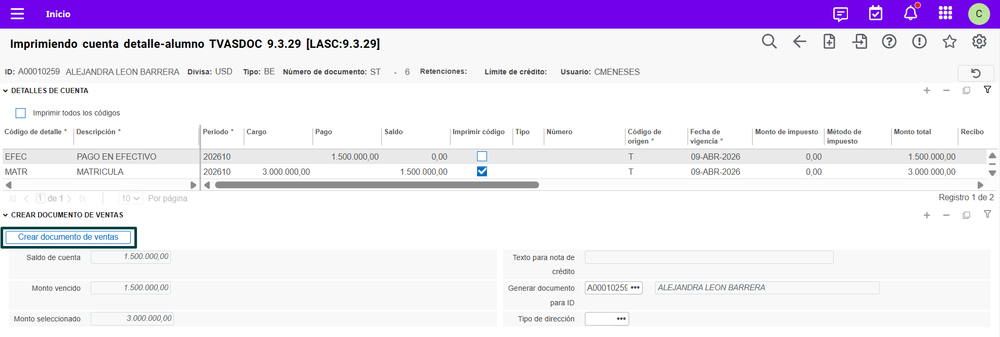 Inicio
C
Imprimiendo cuenta detalle-alumno TVASDOC 9.3.29 [LASC:9.3.29]
ID: A00010259 ALEJANDRA LEON BARRERA Divisa: USD Tipo: BE Número de documento: ST - 6 Retenciones: Límite de crédito: Usuario: CMENESES
DETALLES DE CUENTA
Imprimir todos los códigos
Código de detalle * Descripción * Periodo * Cargo Pago Saldo Imprimir código Tipo Número Código de origen * Fecha de vigencia * Monto de impuesto Método de impuesto Monto total Recibo
EFEC PAGO EN EFECTIVO 202610 1.500.000,00 0,00 T 09-ABR-2026 0,00 1.500.000,00
MATR MATRICULA 202610 3.000.000,00 1.500.000,00 T 09-ABR-2026 0,00 3.000.000,00
1 de 1 10 Por página Registro 1 de 2
CREAR DOCUMENTO DE VENTAS
Crear documento de ventas
Saldo de cuenta 1.500.000,00
Texto para nota de crédito
Monto vencido 1.500.000,00
Generar documento para ID A00010259 ALEJANDRA LEON BARRERA
Monto seleccionado 3.000.000,00
Tipo de dirección